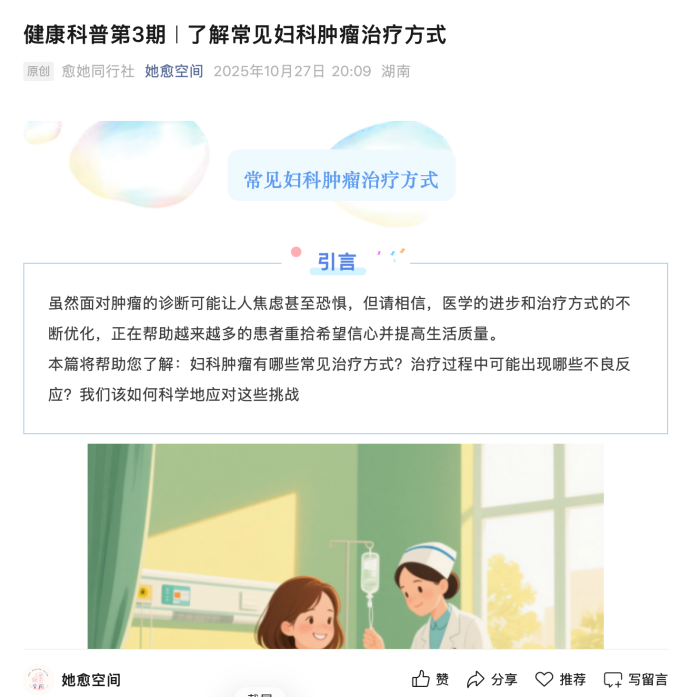 健康科普第3期｜了解常见妇科肿瘤治疗方式
原创 愈她同行社 她愈空间 2025年10月27日 20:09 湖南
常见妇科肿瘤治疗方式
引言
虽然面对肿瘤的诊断可能让人焦虑甚至恐惧，但请相信，医学的进步和治疗方式的不
断优化，正在帮助越来越多的患者重拾希望信心并提高生活质量。
本篇将帮助您了解：妇科肿瘤有哪些常见治疗方式？治疗过程中可能出现哪些不良反
应？我们该如何科学地应对这些挑战
她愈空间 赞 分享 推荐 写留言